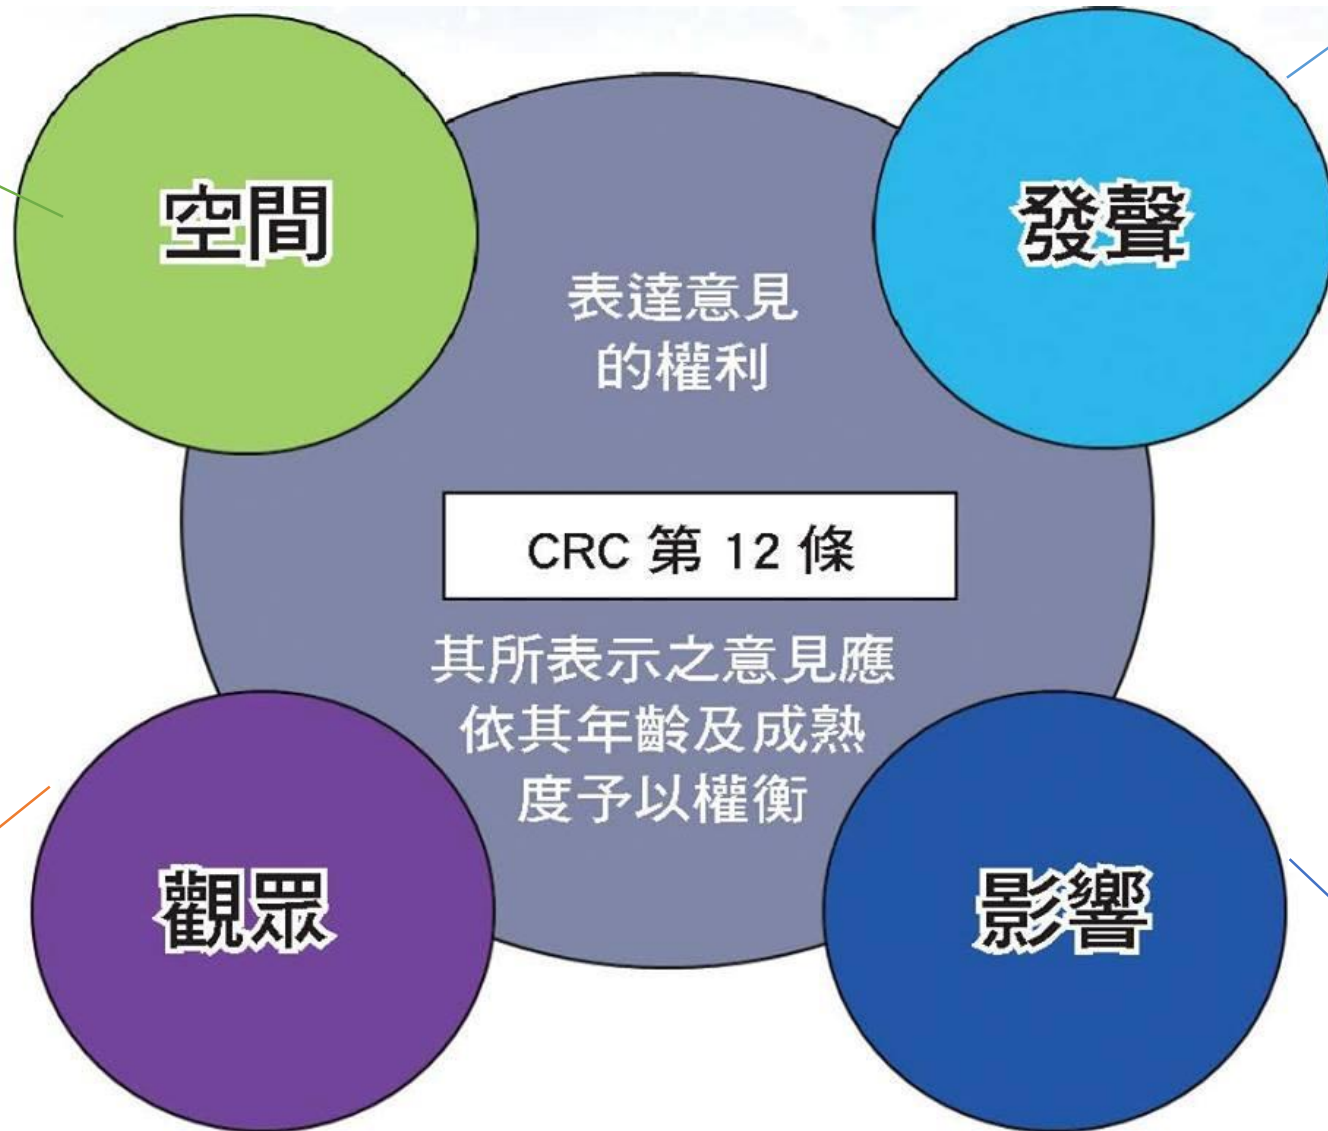 空間
發聲
表達意見
的權利
CRC 第 12 條
其所表示之意見應
依其年齡及成熟
度予以權衡
觀眾
影響